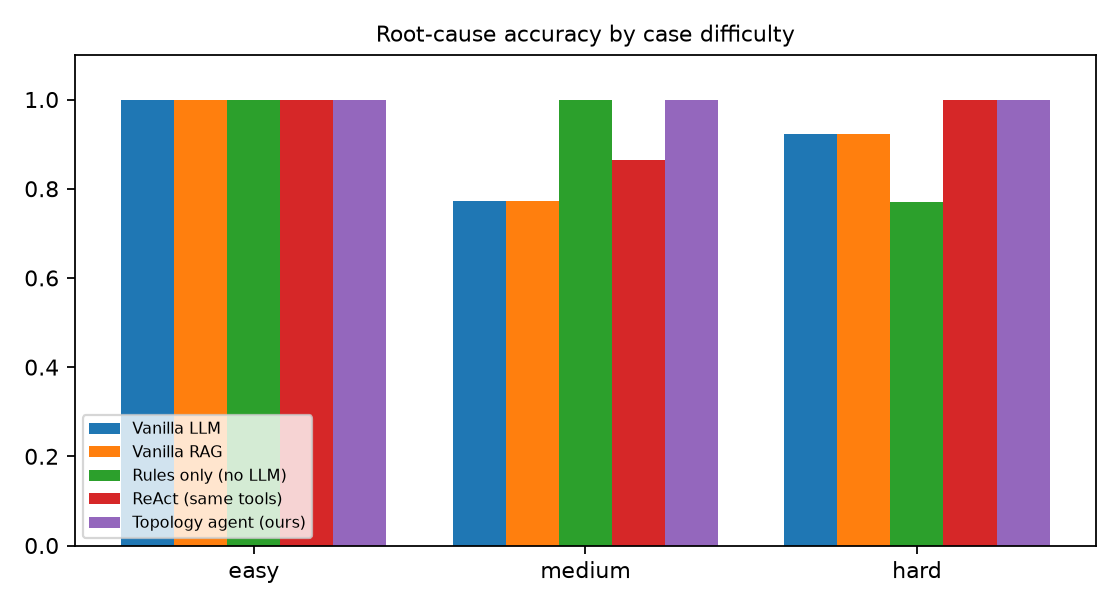 Root-cause accuracy by case difficulty
1.0
0.8
0.6
0.4
0.2
0.0
Vanilla LLM
Vanilla RAG
Rules only (no LLM)
ReAct (same tools)
Topology agent (ours)
easy
medium
hard